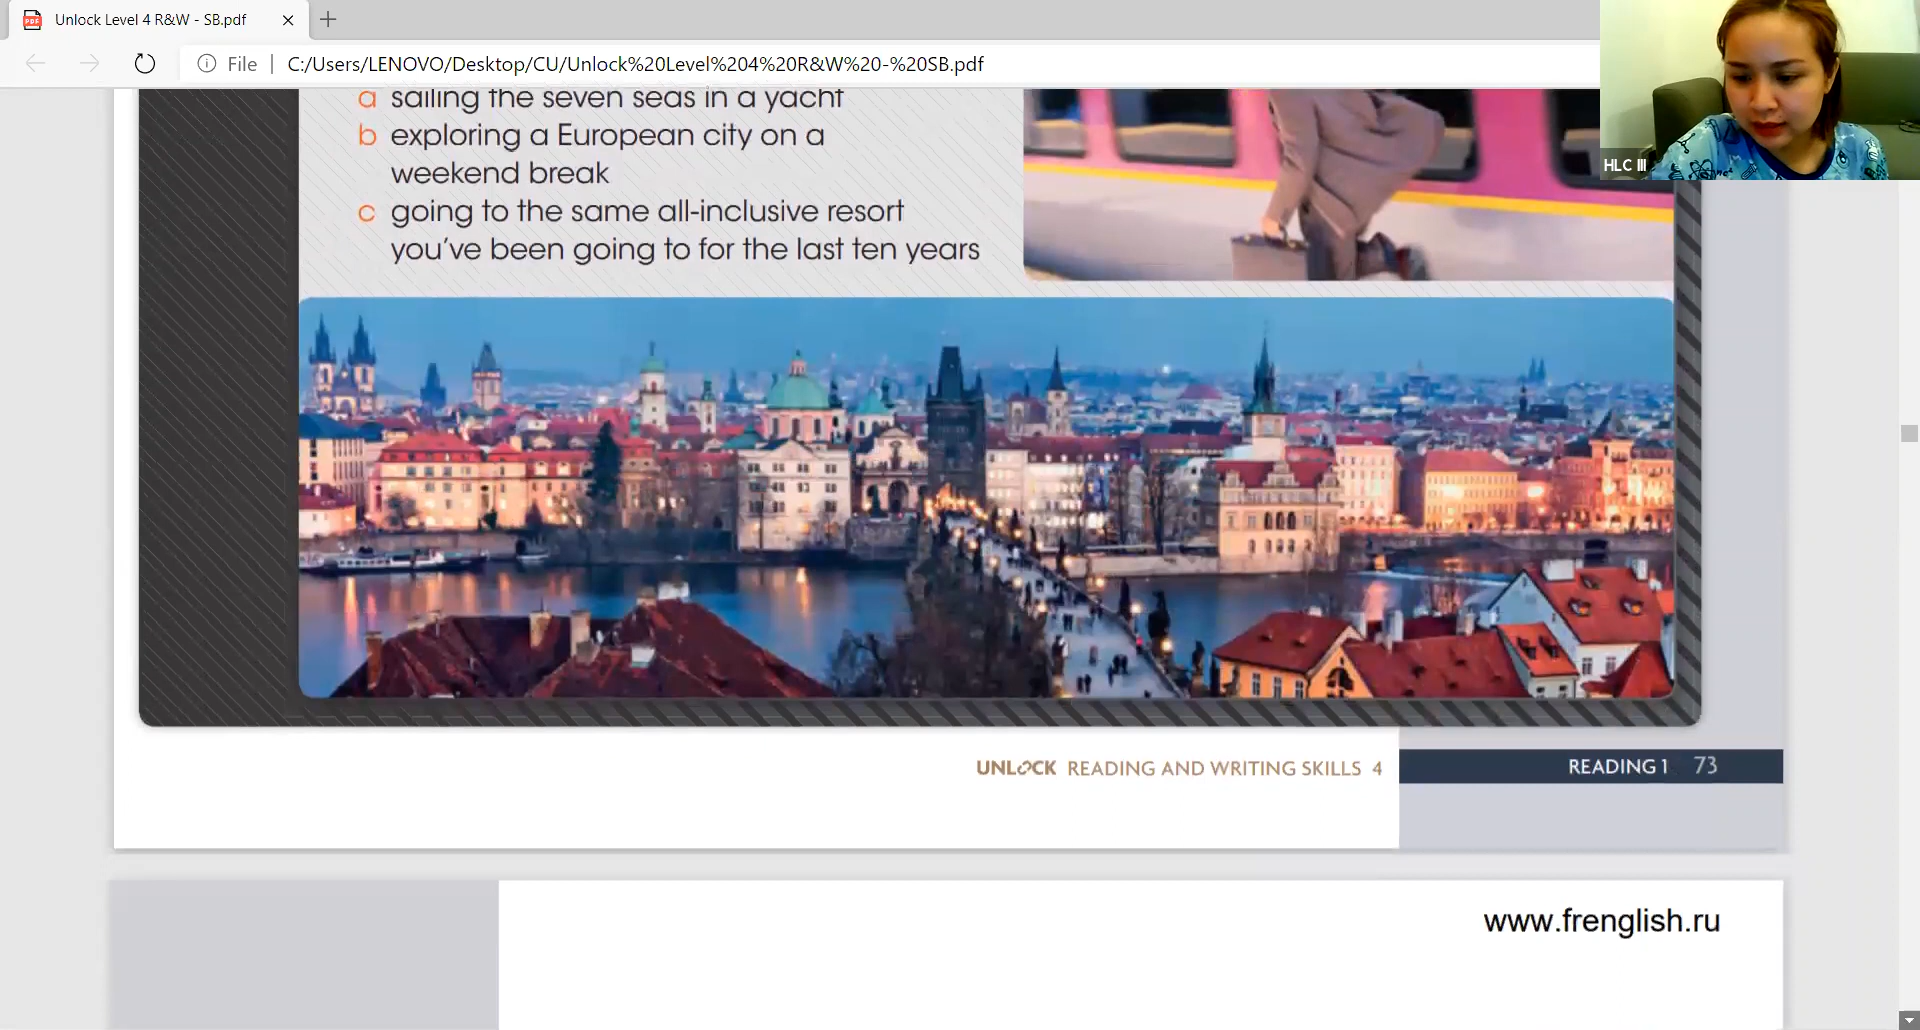 Unlock Level 4 R&W - SB.pdf
File | C:/Users/LENOVO/Desktop/CU/Unlock%20Level%204%20R&W%20-%20SB.pdf
HLC III
a sailing the seven seas in a yacht
b exploring a European city on a
weekend break
c going to the same all-inclusive resort
you've been going to for the last ten years
UNLOCK READING AND WRITING SKILLS 4
READING 1 73
www.frenglish.ru